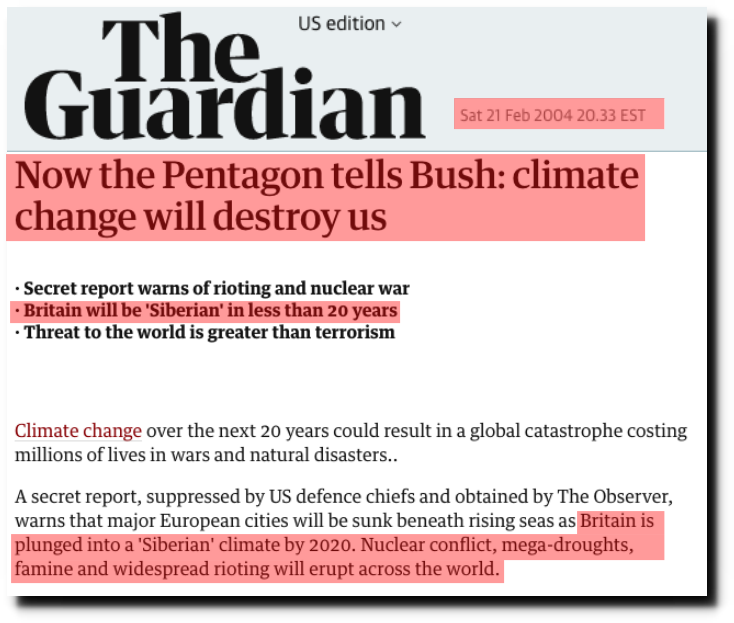 US edition
The
Guardian
Sat 21 Feb 2004 20.33 EST
Now the Pentagon tells Bush: climate
change will destroy us
· Secret report warns of rioting and nuclear war
· Britain will be 'Siberian' in less than 20 years
· Threat to the world is greater than terrorism
Climate change over the next 20 years could result in a global catastrophe costing
millions of lives in wars and natural disasters..
A secret report, suppressed by US defence chiefs and obtained by The Observer,
warns that major European cities will be sunk beneath rising seas as Britain is
plunged into a 'Siberian' climate by 2020. Nuclear conflict, mega-droughts,
famine and widespread rioting will erupt across the world.